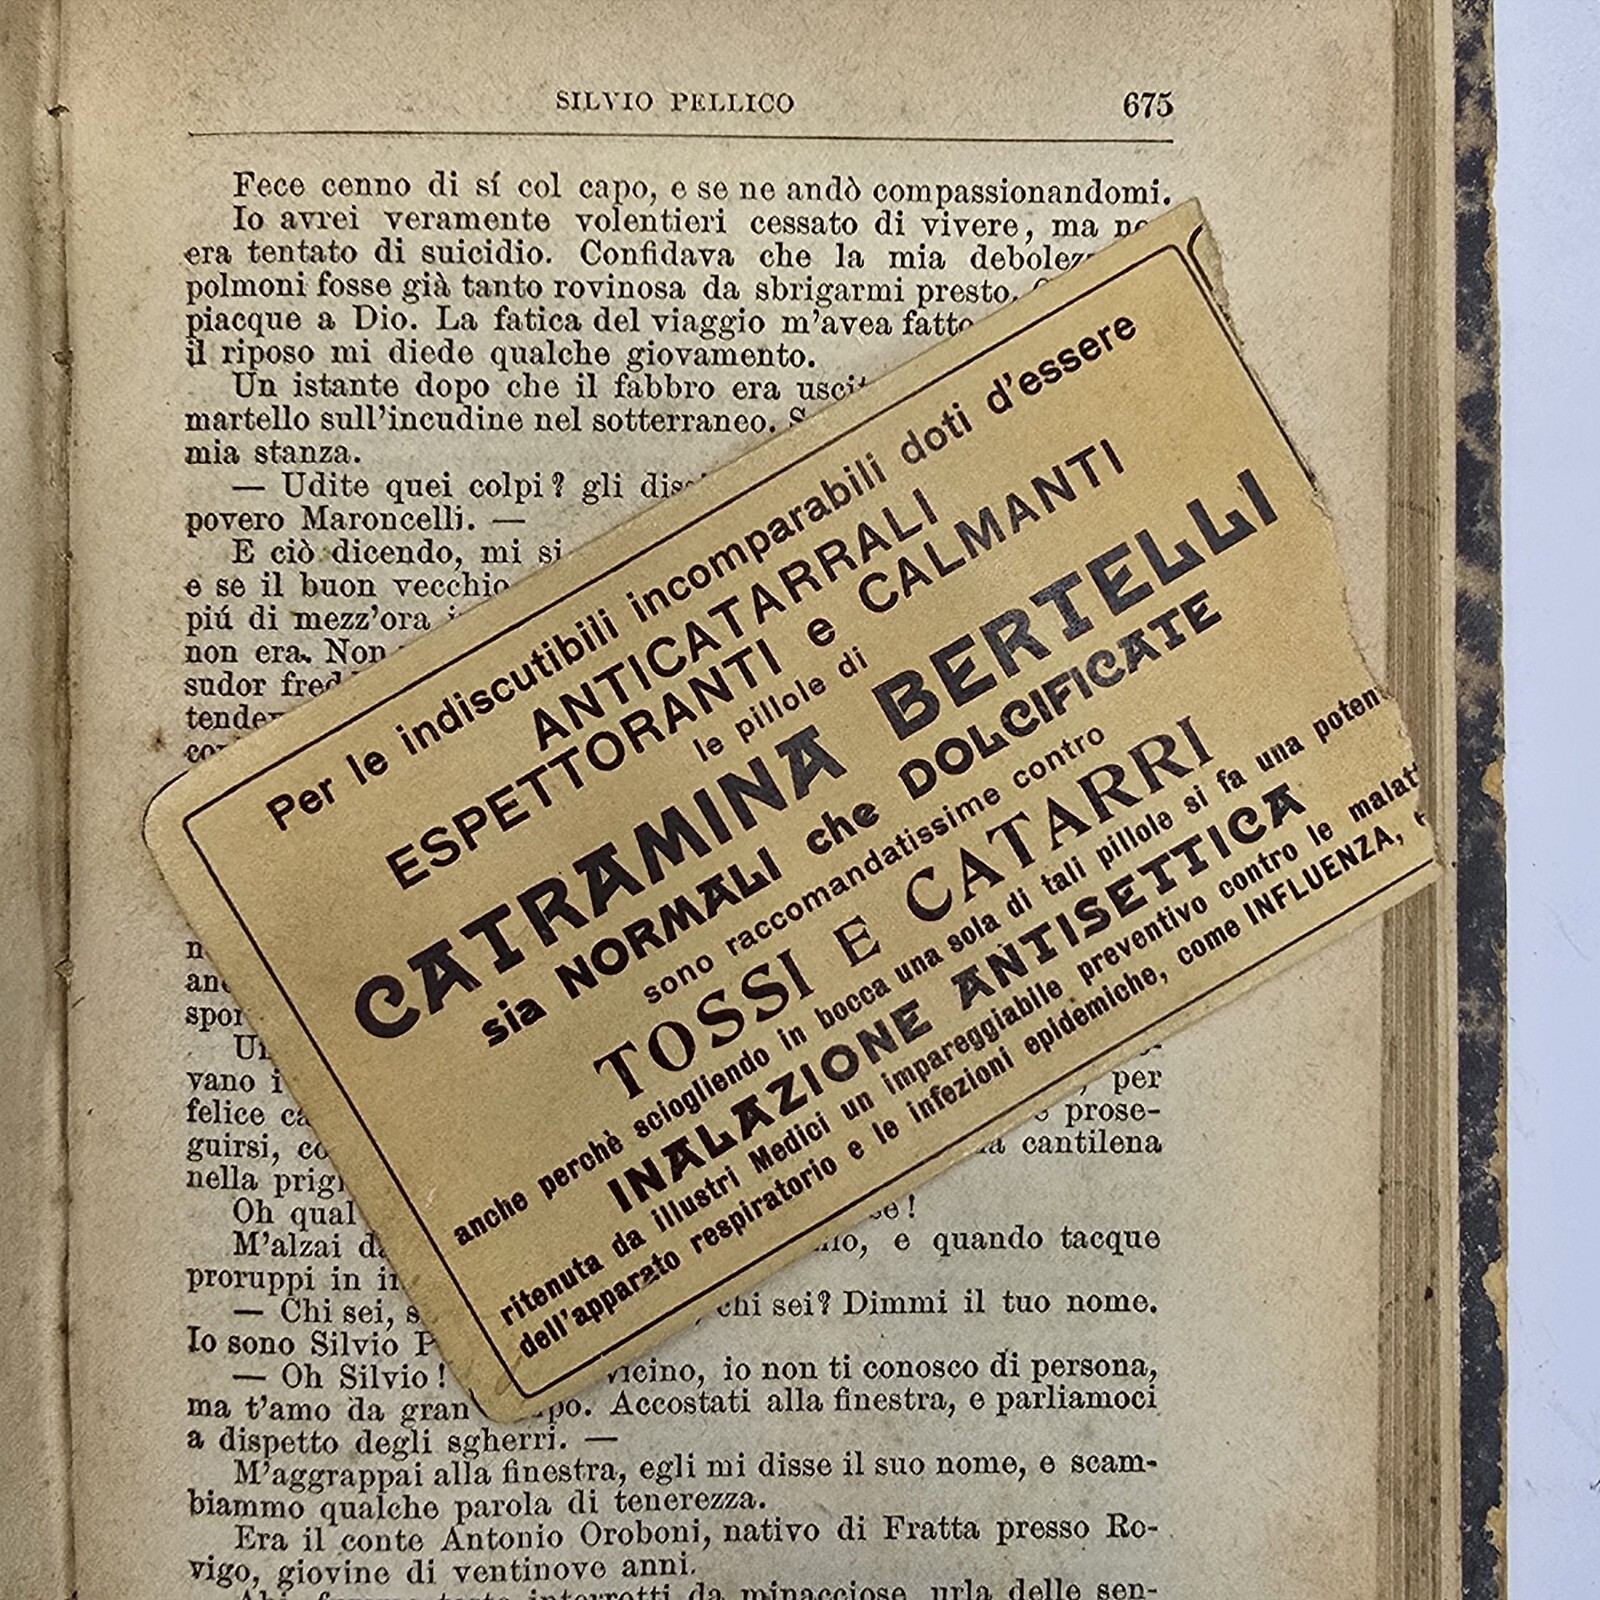 SILVIO PELLICO 675
Fece cenno di sí col capo, e se ne andò compassionandomi.
Io avrei veramente volentieri cessato di vivere, ma
era tentato di suicidio. Confidava che la mia
polmoni fosse già tanto rovinosa da sbrigarmi presto.
piacque a Dio. La fatica del viaggio m'avea
il riposo mi diede qualche giovamento.
Un istante dopo che il fabbro era
martello sull'incudine nel sotterraneo.
mia stanza.
— Udite quei colpi? gli
povero Maroncelli. —
E ciò dicendo, mi
e se il buon vecchio
piú di mezz'ora
non era. Non
sudor
vano
felice
guirsi,
nella
Oh qual
M'alzai
proruppi in
— Chi sei,
Io sono Silvio
— Oh Silvio!
per
prose-
cantilena
e quando tacque
chi sei? Dimmi il tuo nome.
vicino, io non ti conosco di persona,
ma t'amo da gran Accostati alla finestra, e parliamoci
a dispetto degli sgherri. —
M'aggrappai alla finestra, egli mi disse il suo nome, e scam-
biammo qualche parola di tenerezza.
Era il conte Antonio Oroboni, nativo di Fratta presso Ro-
vigo, giovine di ventinove anni.
interrotti da minacciose urla delle sen-
Per le indiscutibili incomparabili doti d'essere
ANTICATARRALI
ESPETTORANTI e CALMANTI
le pillole di
CATRAMINA BERTELLI
sia NORMALI che DOLCIFICATE
sono raccomandatissime contro
TOSSI E CATARRI
anche perchè sciogliendo in bocca una sola di tali pillole si fa una poten
INALAZIONE ANTISETTICA
ritenuta da illustri Medici un impareggiabile preventivo contro le malat
dell'apparato respiratorio e le infezioni epidemiche, come INFLUENZA,